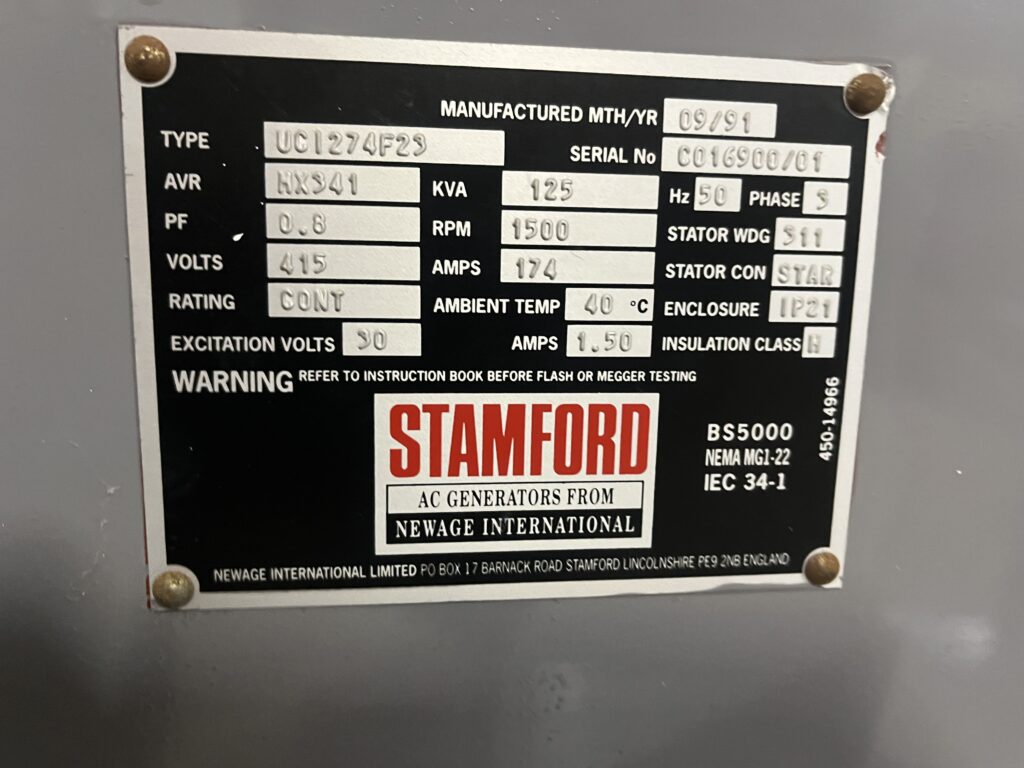 MANUFACTURED MTH/YR 09/91
TYPE UCI274F23 SERIAL No C016900/01
AVR MX341 KVA 125 Hz 50 PHASE 3
PF 0.8 RPM 1500 STATOR WDG 311
VOLTS 415 AMPS 174 STATOR CON STAR
RATING CONT AMBIENT TEMP 40 °C ENCLOSURE IP21
EXCITATION VOLTS 30 AMPS 1.50 INSULATION CLASS H
WARNING REFER TO INSTRUCTION BOOK BEFORE FLASH OR MEGGER TESTING
STAMFORD
AC GENERATORS FROM
NEWAGE INTERNATIONAL
BS5000
NEMA MG1-22
IEC 34-1
450-14966
NEWAGE INTERNATIONAL LIMITED PO BOX 17 BARNACK ROAD STAMFORD LINCOLNSHIRE PE9 2NB ENGLAND